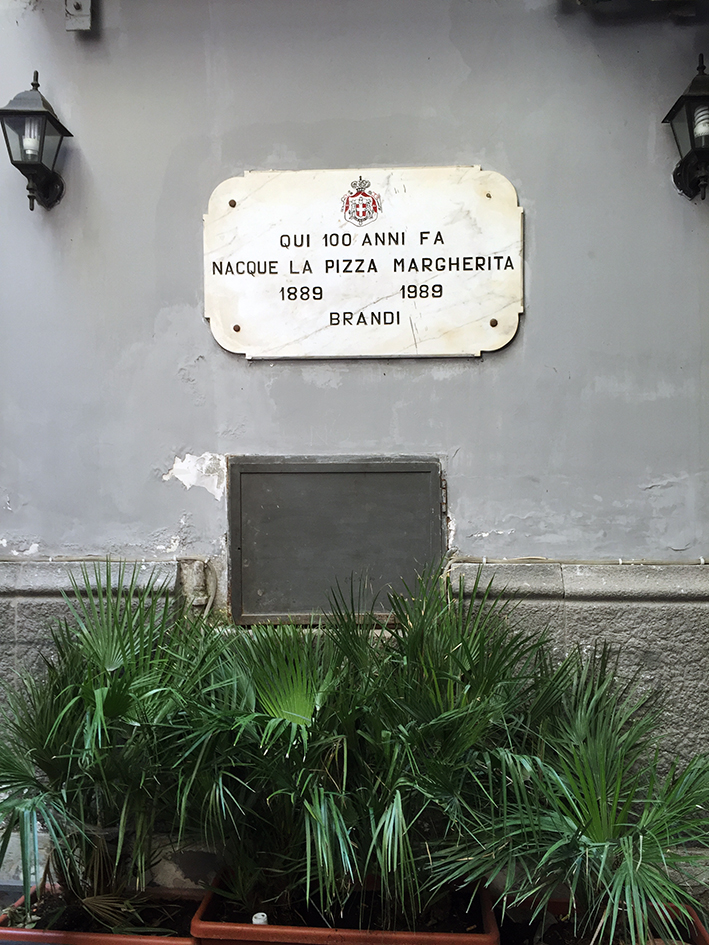 QUI 100 ANNI FA
NACQUE LA PIZZA MARGHERITA
1889 1989
BRANDI